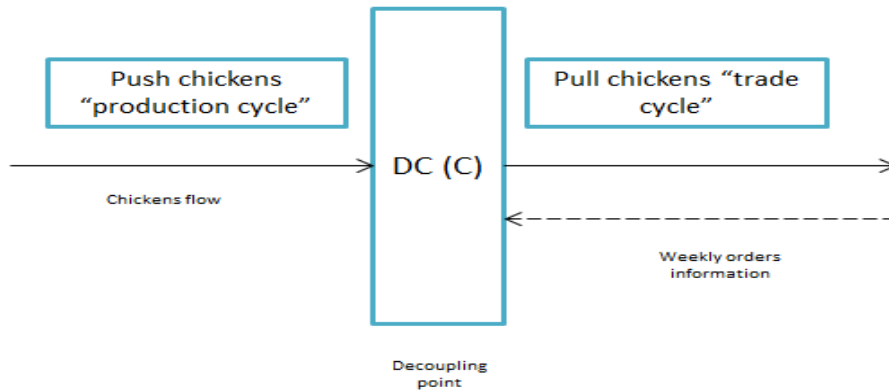 Push chickens
“production cycle”
Pull chickens “trade
cycle”
DC (C)
Chickens flow
Weekly orders
information
Decoupling
point